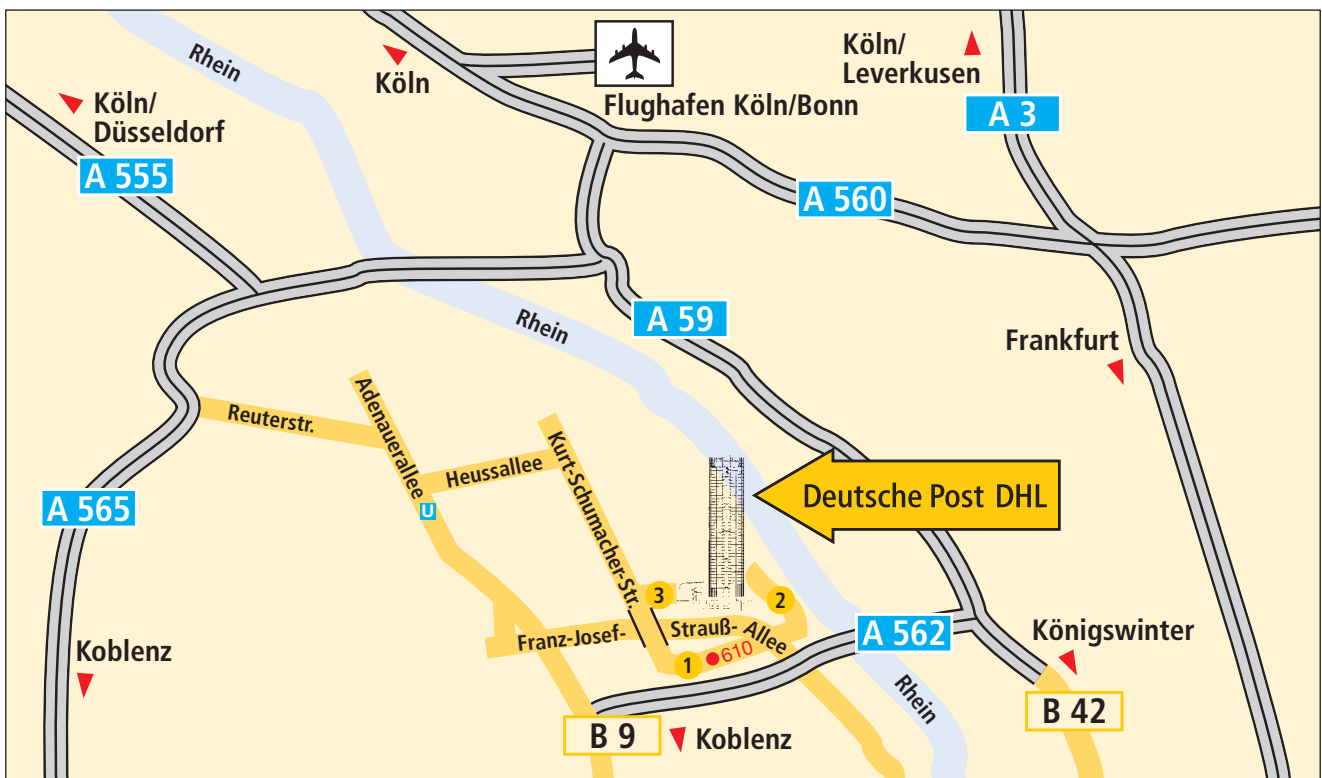 Rhein
Köln
Flughafen Köln/Bonn
Köln/
Leverkusen
A 3
Köln/
Düsseldorf
A 555
A 560
Rhein
A 59
Frankfurt
Reuterstr.
Adenauerallee
Heussallee
Kurt-Schumacher-Str.
Deutsche Post DHL
A 565
U
3
2
Franz-Josef-
Strauß-
Allee
1
610
A 562
Königswinter
Koblenz
Rhein
B 9
Koblenz
B 42